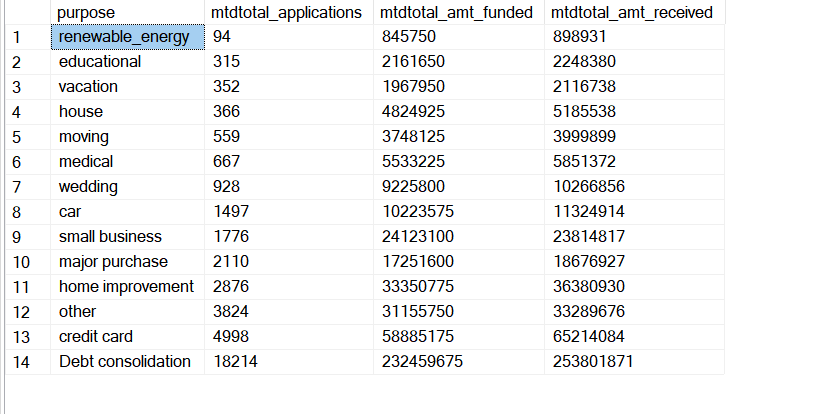 purpose mtdtotal_applications mtdtotal_amt_funded mtdtotal_amt_received
1 renewable_energy 94 845750 898931
2 educational 315 2161650 2248380
3 vacation 352 1967950 2116738
4 house 366 4824925 5185538
5 moving 559 3748125 3999899
6 medical 667 5533225 5851372
7 wedding 928 9225800 10266856
8 car 1497 10223575 11324914
9 small business 1776 24123100 23814817
10 major purchase 2110 17251600 18676927
11 home improvement 2876 33350775 36380930
12 other 3824 31155750 33289676
13 credit card 4998 58885175 65214084
14 Debt consolidation 18214 232459675 253801871